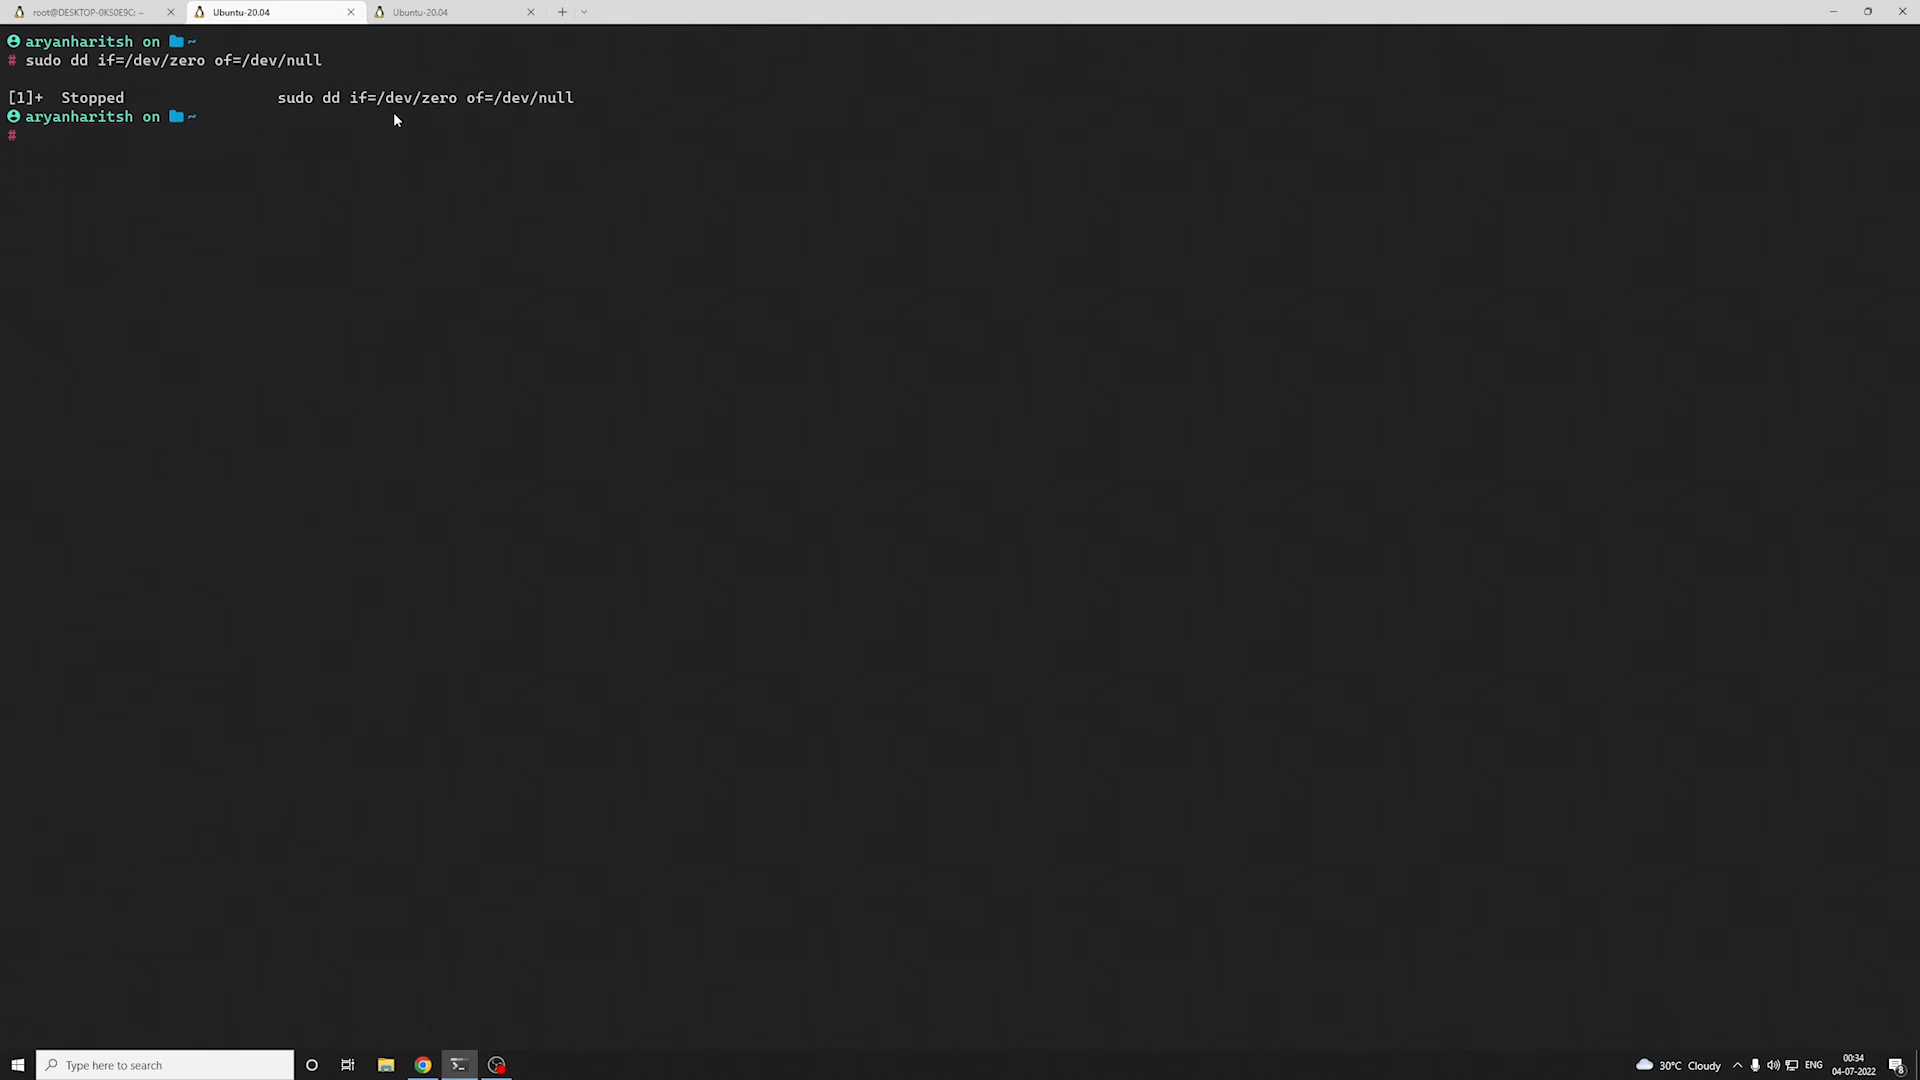 root@DESKTOP-0KS0E9C: ~
Ubuntu-20.04
Ubuntu-20.04
aryanharitsh on ~
# sudo dd if=/dev/zero of=/dev/null
[1]+  Stopped                 sudo dd if=/dev/zero of=/dev/null
aryanharitsh on ~
#
Type here to search
30°C Cloudy
ENG
00:34
04-07-2022
8